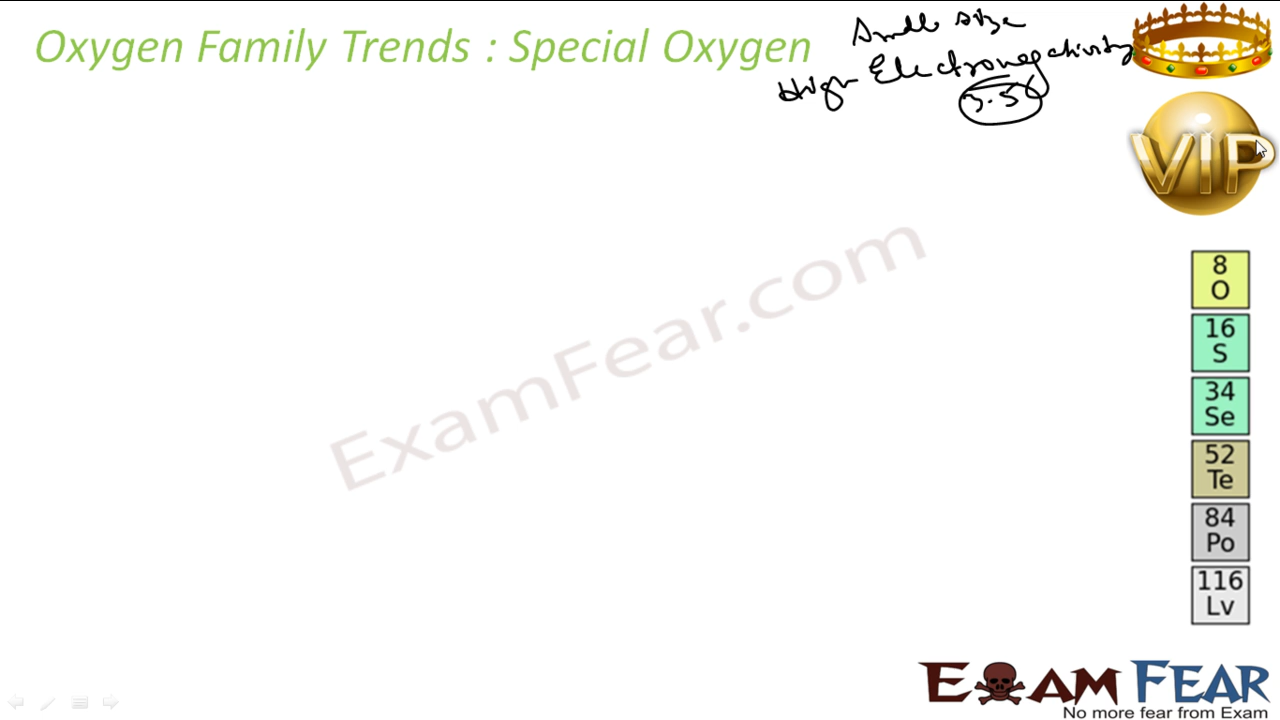 Oxygen Family Trends : Special Oxygen
Small size
High Electronegativity
3.5
VIP
ExamFear.com
8
O
16
S
34
Se
52
Te
84
Po
116
Lv
EXAM FEAR
No more fear from Exam